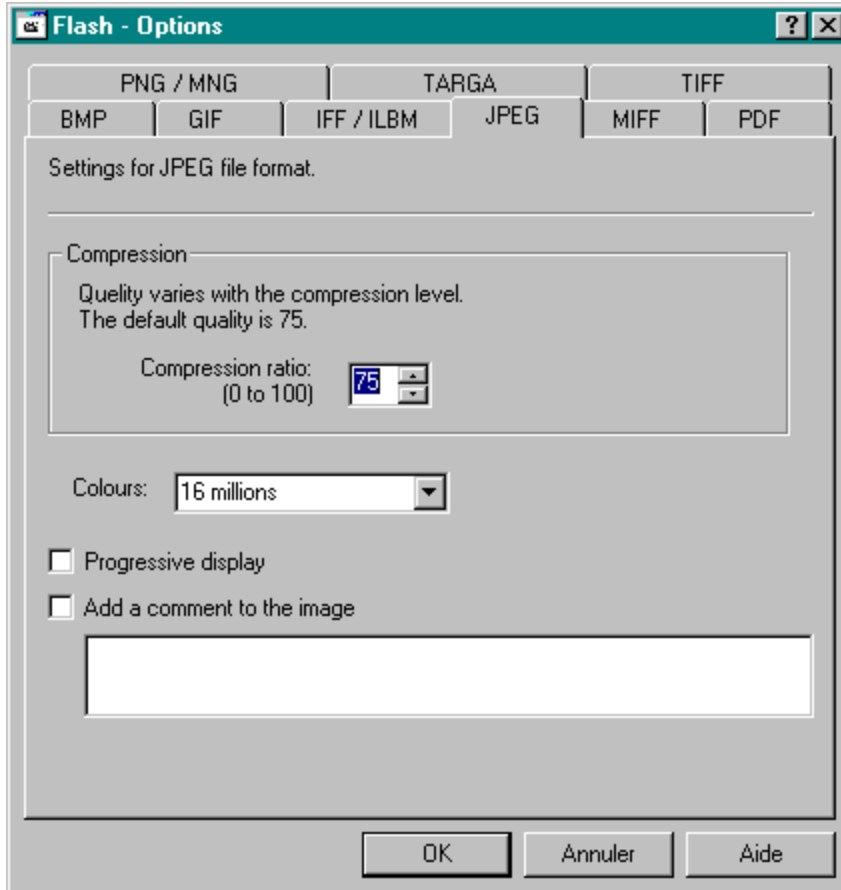 Flash - Options
PNG / MNG TARGA TIFF
BMP GIF IFF / ILBM JPEG MIFF PDF
Settings for JPEG file format.
Compression
Quelity varies with the compression level.
The default quality is 75.
Compression ratio: 75
(0 to 100)
Colours: 16 millions
Progressive display
Add a comment to the image
OK Annuler Aide